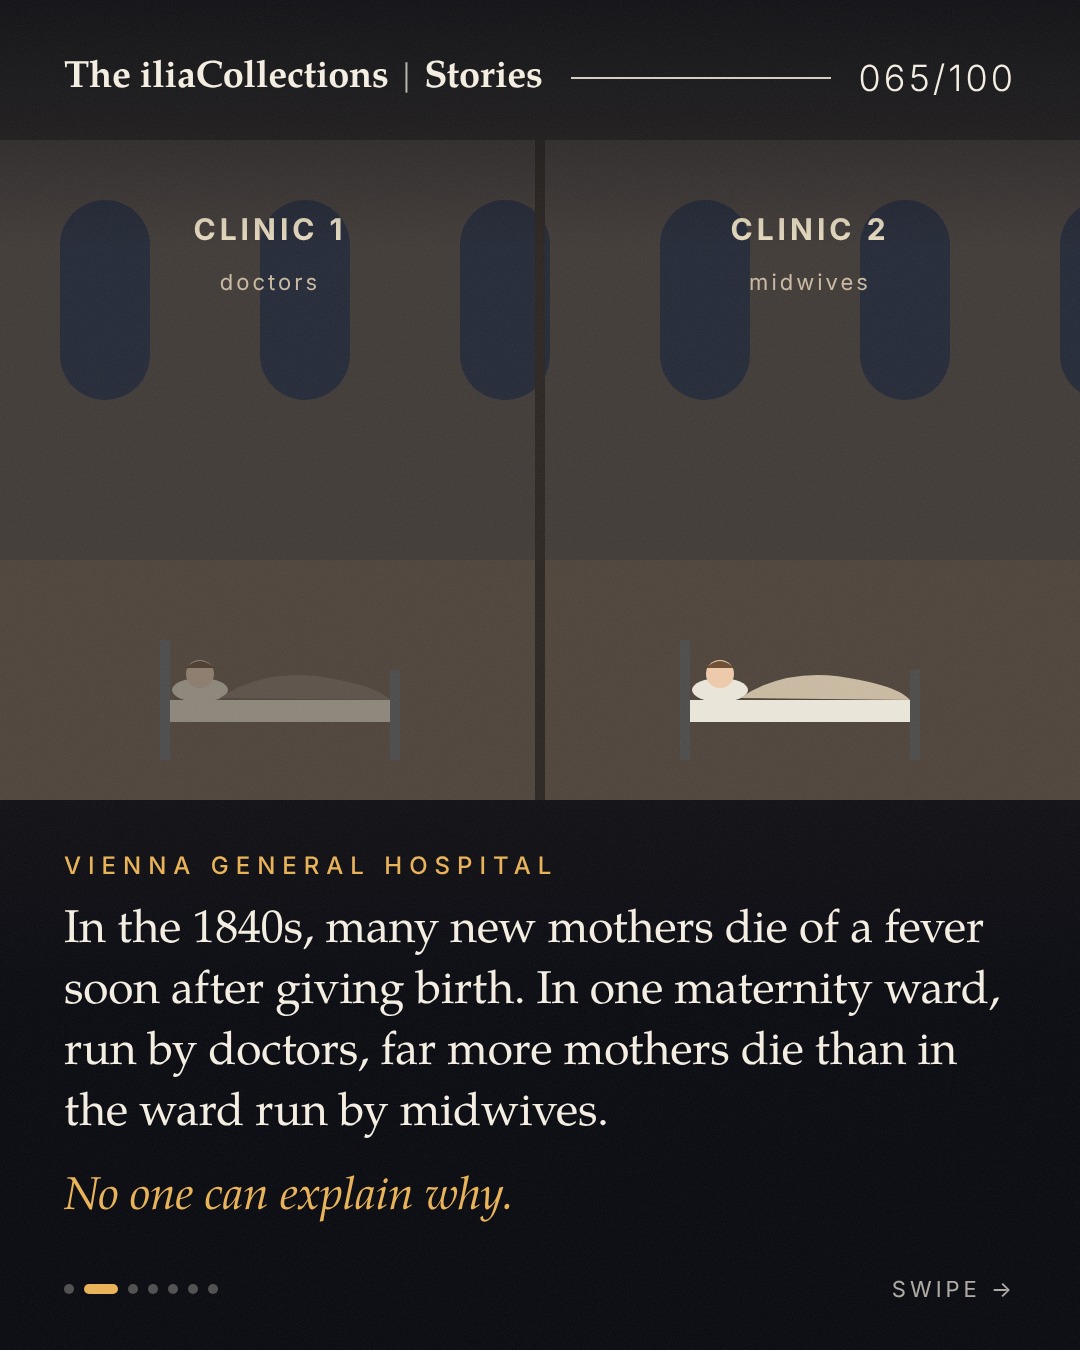 The iliaCollections | Stories 065/100
CLINIC 1
doctors
CLINIC 2
midwives
VIENNA GENERAL HOSPITAL
In the 1840s, many new mothers die of a fever
soon after giving birth. In one maternity ward,
run by doctors, far more mothers die than in
the ward run by midwives.
No one can explain why.
SWIPE →